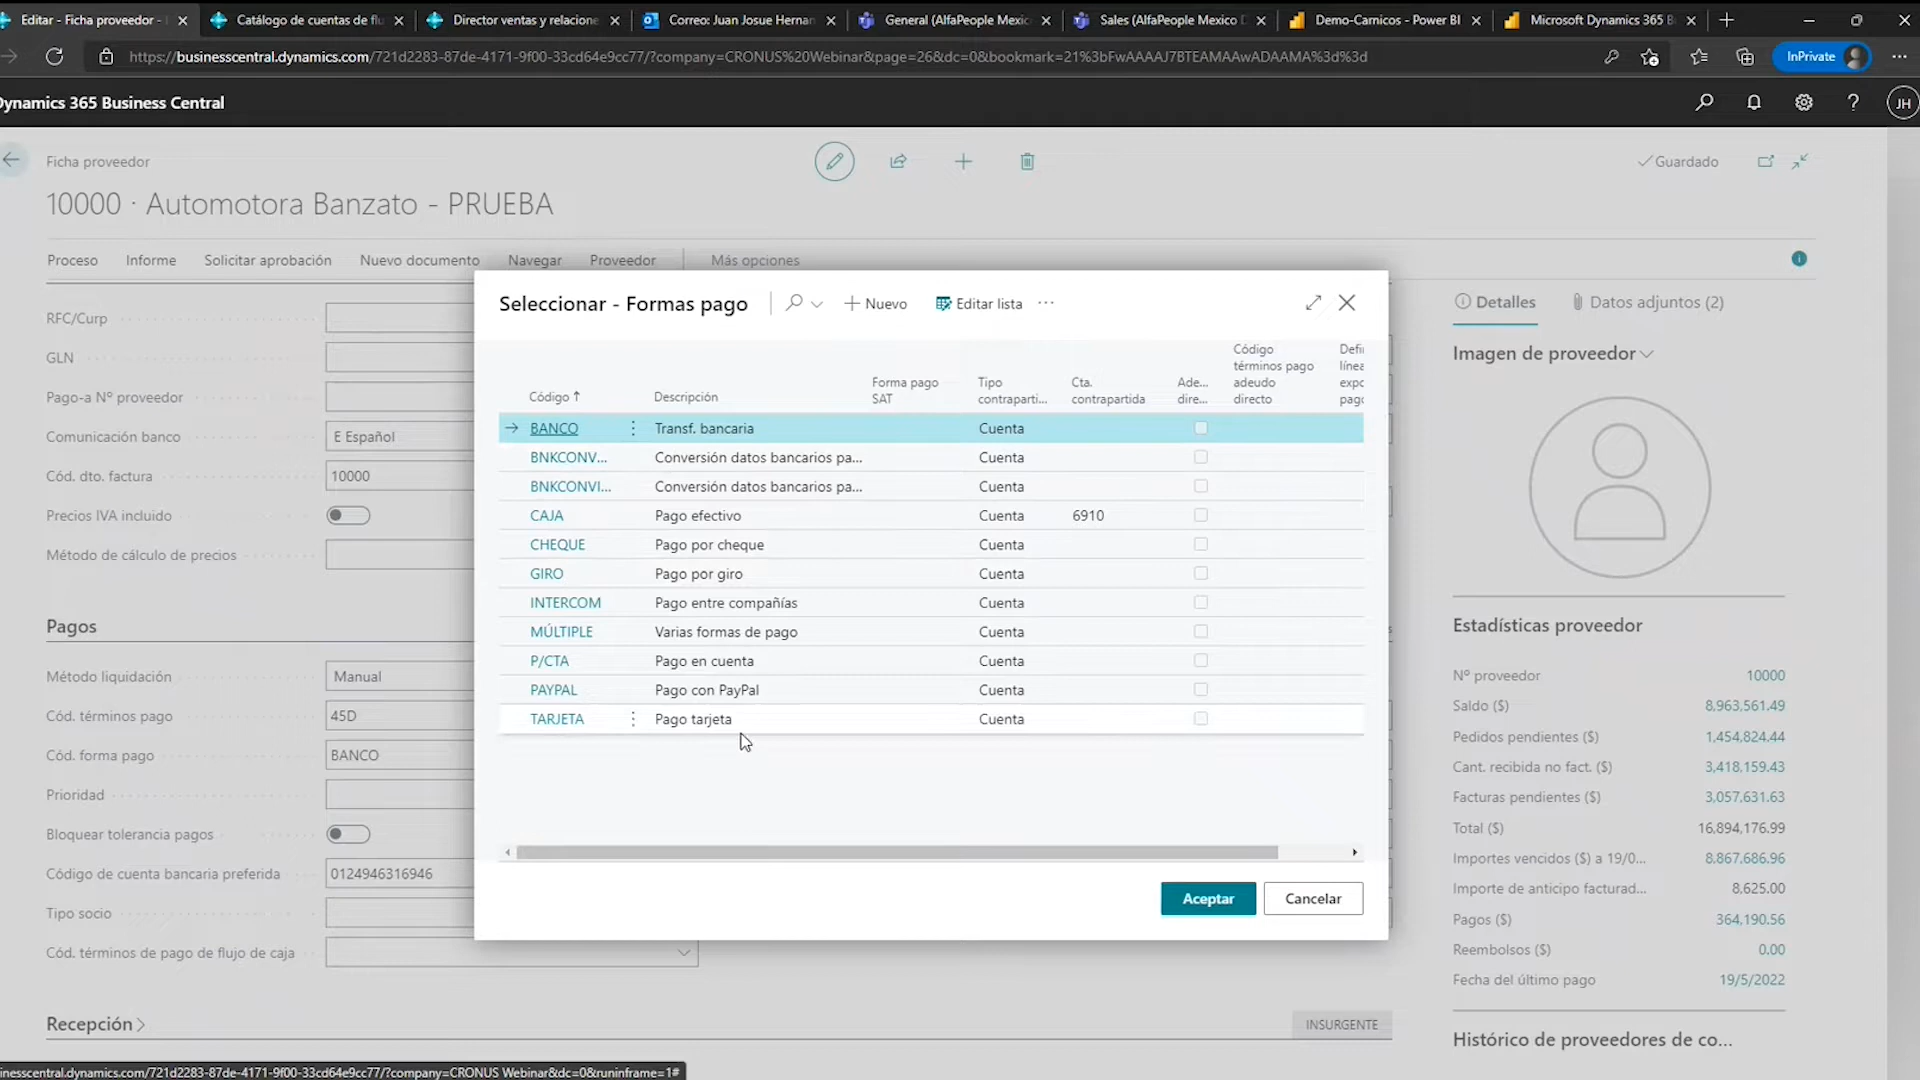 Editar - Ficha proveedor -
Catálogo de cuentas de flu
Director ventas y relacione
Correo: Juan Josue Hernan
General (AlfaPeople Mexic
Sales (AlfaPeople Mexico D
Demo-Carnicos - Power BI
Microsoft Dynamics 365 B
https://businesscentral.dynamics.com/721d2283-87de-4171-9f00-33cd64e9cc77/?company=CRONUS%20Webinar&page=26&dc=0&bookmark=21%3bFwAAAAJ7BTEAMAAwADAAMA%3d%3d
InPrivate
Dynamics 365 Business Central
JH
Ficha proveedor
Guardado
10000 · Automotora Banzato - PRUEBA
Proceso
Informe
Solicitar aprobación
Nuevo documento
Navegar
Proveedor
Más opciones
RFC/Curp
GLN
Pago-a Nº proveedor
Comunicación banco
E Español
Cód. dto. factura
10000
Precios IVA incluido
Método de cálculo de precios
Pagos
Método liquidación
Manual
Cód. términos pago
45D
Cód. forma pago
BANCO
Prioridad
Bloquear tolerancia pagos
Código de cuenta bancaria preferida
0124946316946
Tipo socio
Cód. términos de pago de flujo de caja
Recepción
INSURGENTE
Seleccionar - Formas pago
Nuevo
Editar lista
Código
Descripción
Forma pago SAT
Tipo contraparti...
Cta. contrapartida
Ade... dire...
Código términos pago adeudo directo
BANCO Transf. bancaria Cuenta
BNKCONV... Conversión datos bancarios pa... Cuenta
BNKCONVI... Conversión datos bancarios pa... Cuenta
CAJA Pago efectivo Cuenta 6910
CHEQUE Pago por cheque Cuenta
GIRO Pago por giro Cuenta
INTERCOM Pago entre compañías Cuenta
MÚLTIPLE Varias formas de pago Cuenta
P/CTA Pago en cuenta Cuenta
PAYPAL Pago con PayPal Cuenta
TARJETA Pago tarjeta Cuenta
Aceptar
Cancelar
Detalles
Datos adjuntos (2)
Imagen de proveedor
Estadísticas proveedor
Nº proveedor 10000
Saldo ($) 8,963,561.49
Pedidos pendientes ($) 1,454,824.44
Cant. recibida no fact. ($) 3,418,159.43
Facturas pendientes ($) 3,057,631.63
Total ($) 16,894,176.99
Importes vencidos ($) a 19/0... 8,867,686.96
Importe de anticipo facturad... 8,625.00
Pagos ($) 364,190.56
Reembolsos ($) 0.00
Fecha del último pago 19/5/2022
Histórico de proveedores de co...
inesscentral.dynamics.com/721d2283-87de-4171-9f00-33cd64e9cc77/?company=CRONUS Webinar&dc=0&runinframe=1#